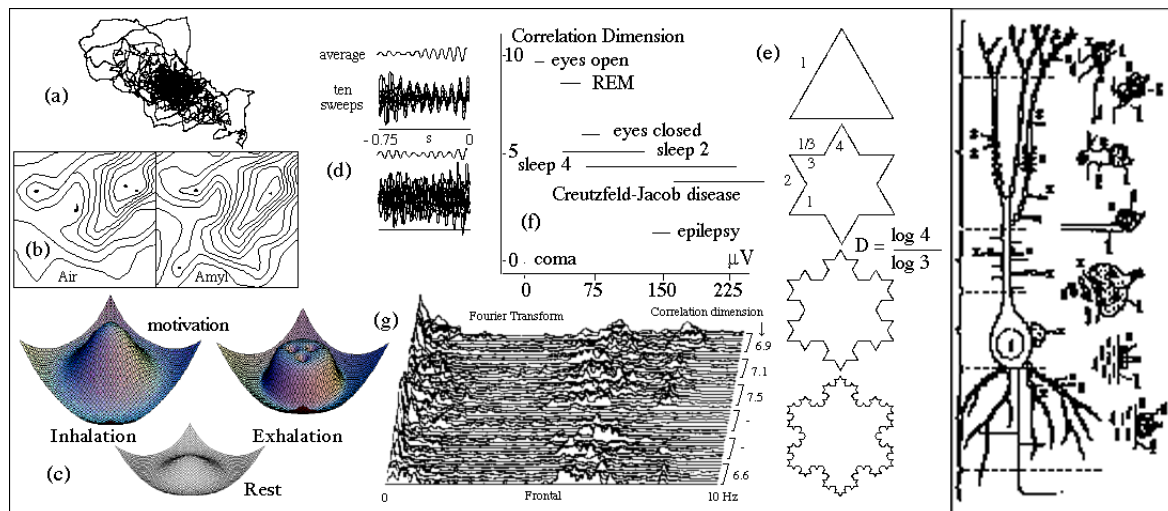 (a)
(b)
Air
Amyl
motivation
Inhalation
Exhalation
(c)
Rest
average
ten
sweeps
-0.75
s
0
(d)
Correlation Dimension
10
eyes open
REM
eyes closed
5
sleep 2
sleep 4
Creutzfeld-Jacob disease
(f)
epilepsy
0
coma
μV
0
75
150
225
(g)
Fourier Transform
Correlation dimension
6.9
7.1
7.5
-
-
6.6
0
Frontal
10 Hz
(e)
1
1/3
4
3
2
1
D = log 4
log 3